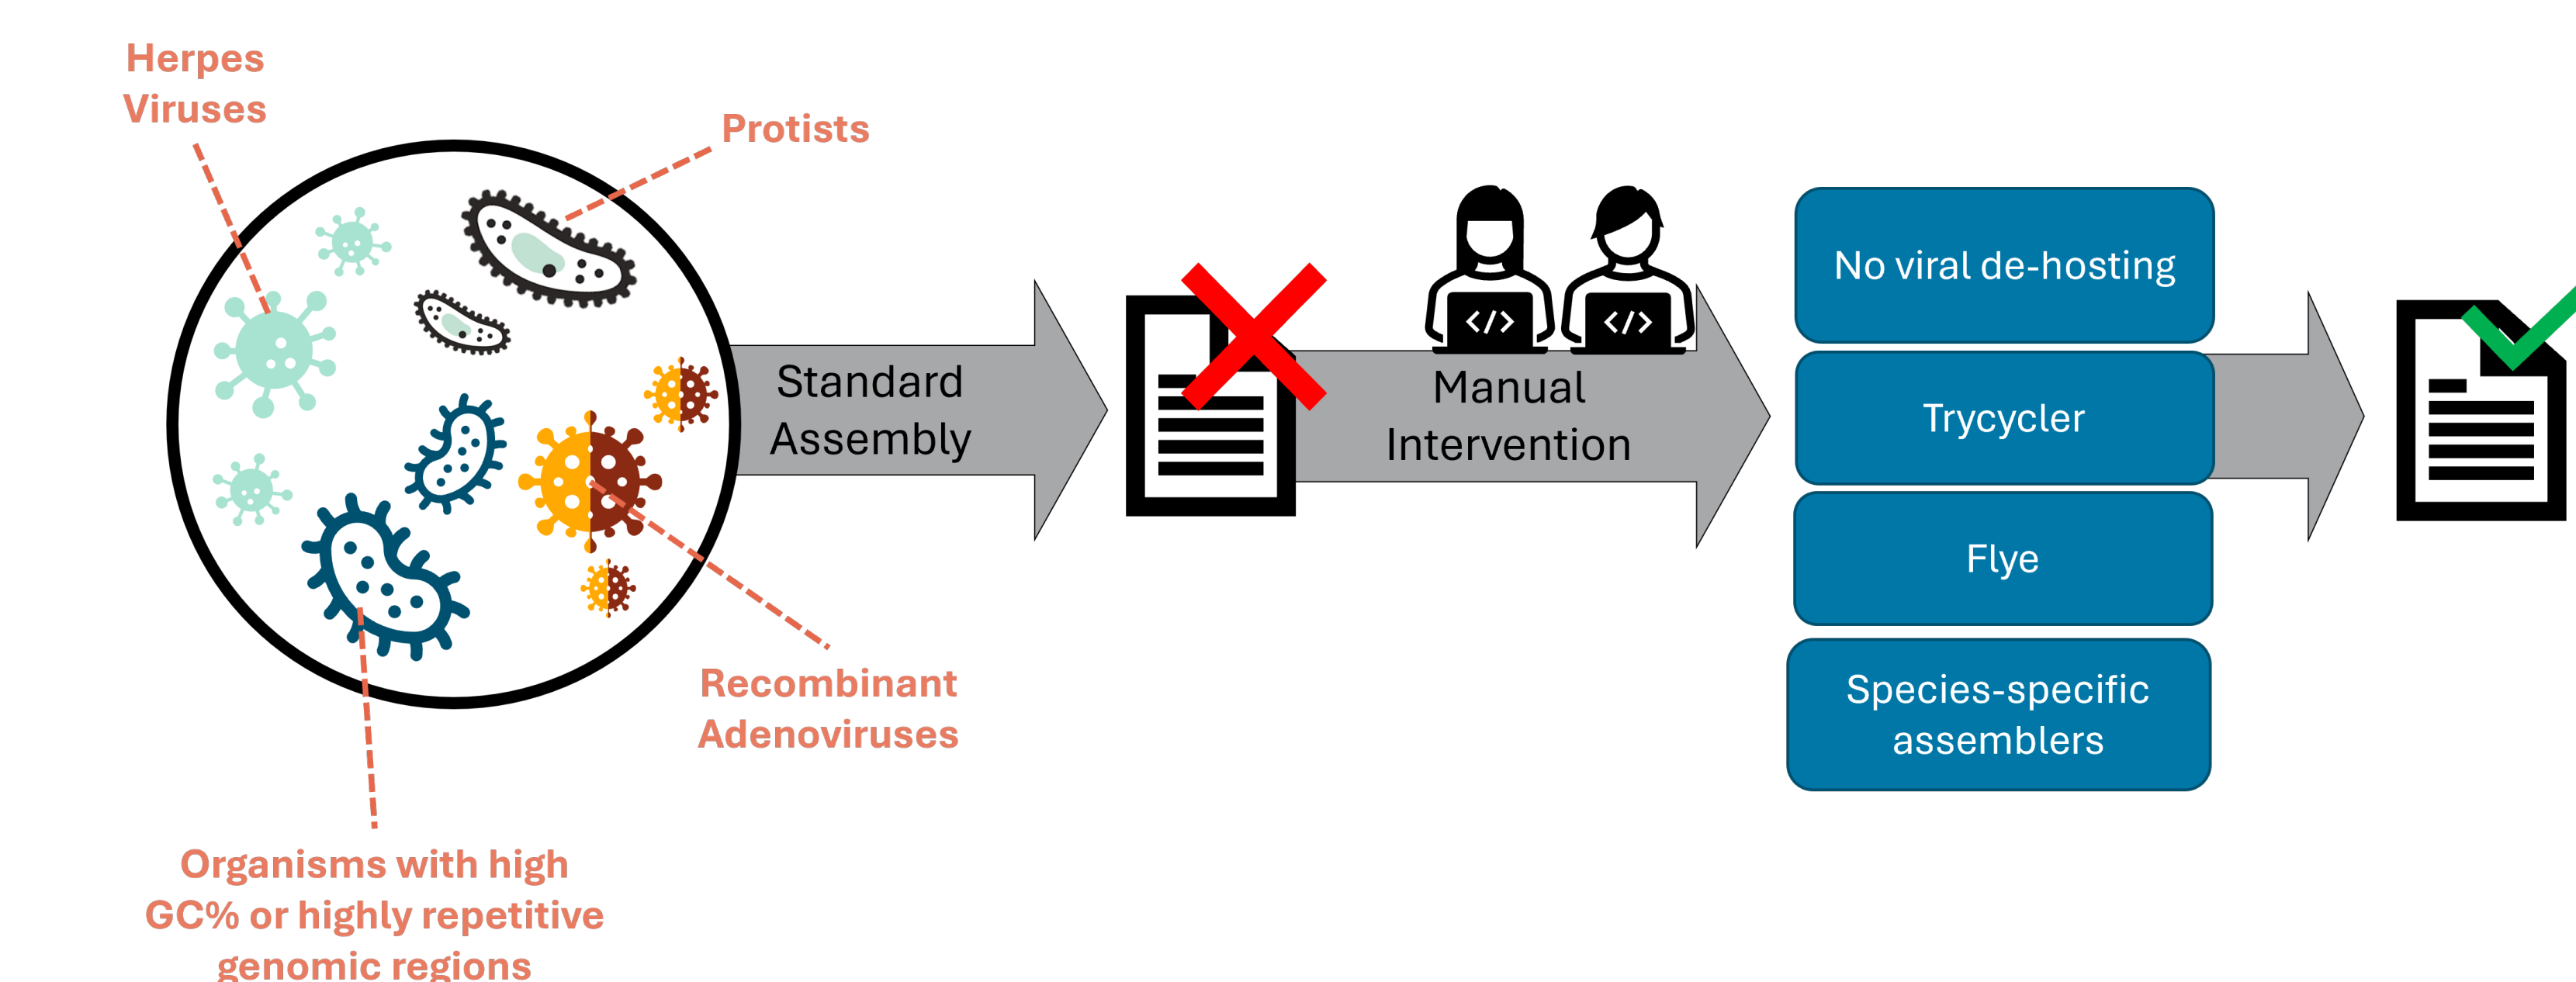 Herpes
Viruses
Protists
Standard
Assembly
Manual
Intervention
</>
</>
No viral de-hosting
Trycycler
Flye
Species-specific
assemblers
Recombinant
Adenoviruses
Organisms with high
GC% or highly repetitive
genomic regions